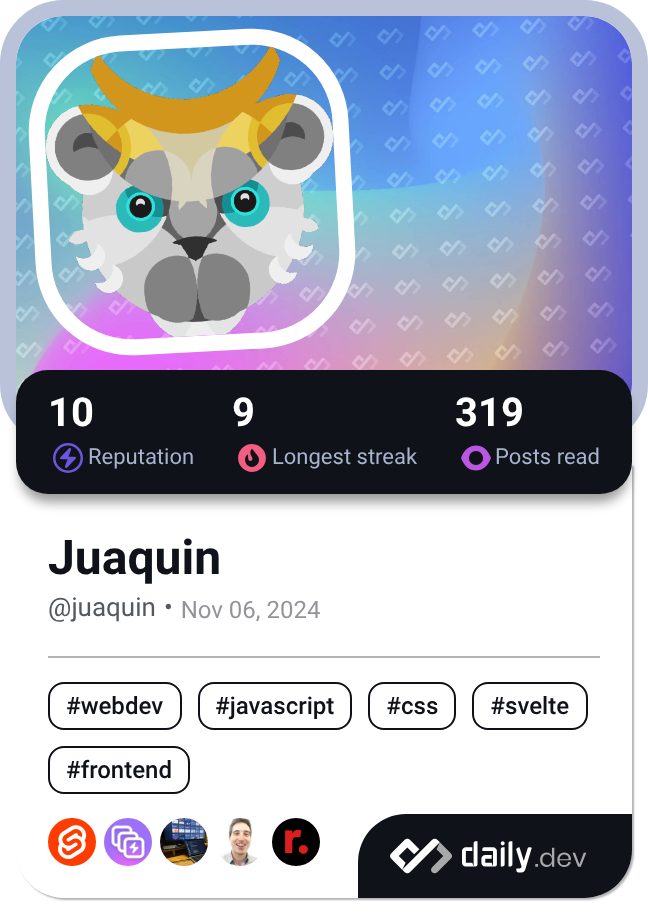 10 9 319
Reputation Longest streak Posts read
Juaquin
@juaquin • Nov 06, 2024
#webdev #javascript #css #svelte
#frontend
r.
daily.dev